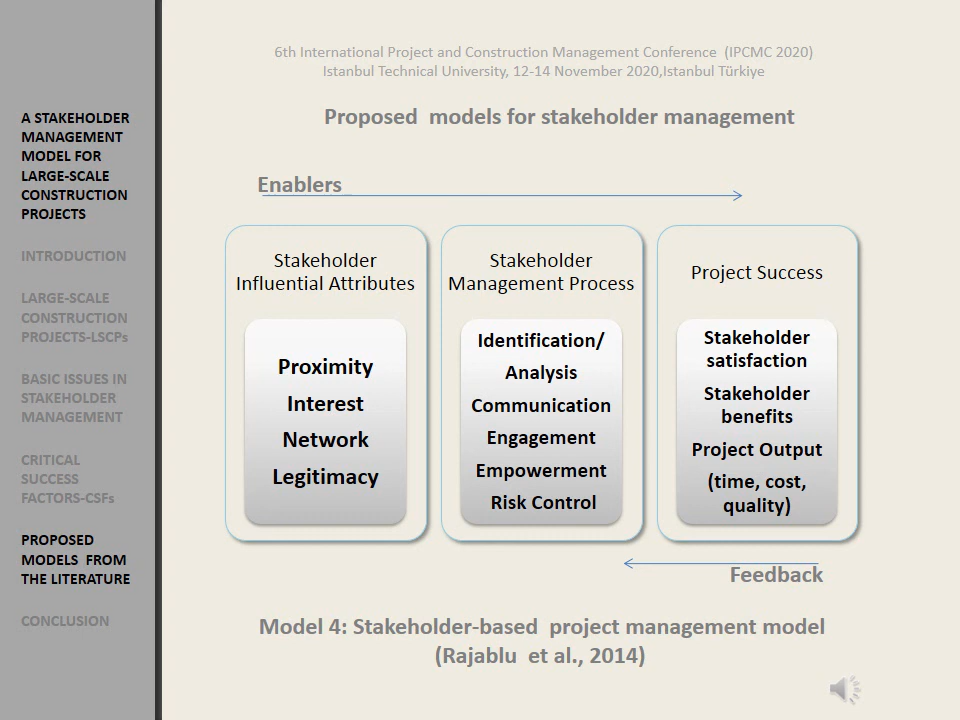 A STAKEHOLDER
MANAGEMENT
MODEL FOR
LARGE-SCALE
CONSTRUCTION
PROJECTS
INTRODUCTION
LARGE-SCALE
CONSTRUCTION
PROJECTS-LSCPs
BASIC ISSUES IN
STAKEHOLDER
MANAGEMENT
CRITICAL
SUCCESS
FACTORS-CSFs
PROPOSED
MODELS FROM
THE LITERATURE
CONCLUSION
6th International Project and Construction Management Conference (IPCMC 2020)
Istanbul Technical University, 12-14 November 2020,Istanbul Türkiye
Proposed models for stakeholder management
Enablers
Stakeholder
Influential Attributes
Proximity
Interest
Network
Legitimacy
Stakeholder
Management Process
Identification/
Analysis
Communication
Engagement
Empowerment
Risk Control
Project Success
Stakeholder
satisfaction
Stakeholder
benefits
Project Output
(time, cost,
quality)
Feedback
Model 4: Stakeholder-based project management model
(Rajablu et al., 2014)